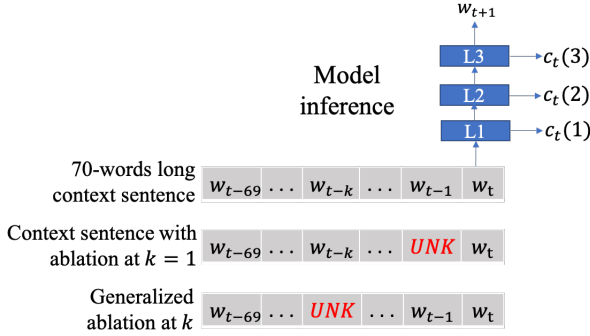 w_{t+1}
L3 c_t(3)
Model
inference
L2 c_t(2)
L1 c_t(1)
70-words long
context sentence
w_{t-69} ... w_{t-k} ... w_{t-1} w_t
Context sentence with
ablation at k = 1
w_{t-69} ... w_{t-k} ... UNK w_t
Generalized
ablation at k
w_{t-69} ... UNK ... w_{t-1} w_t